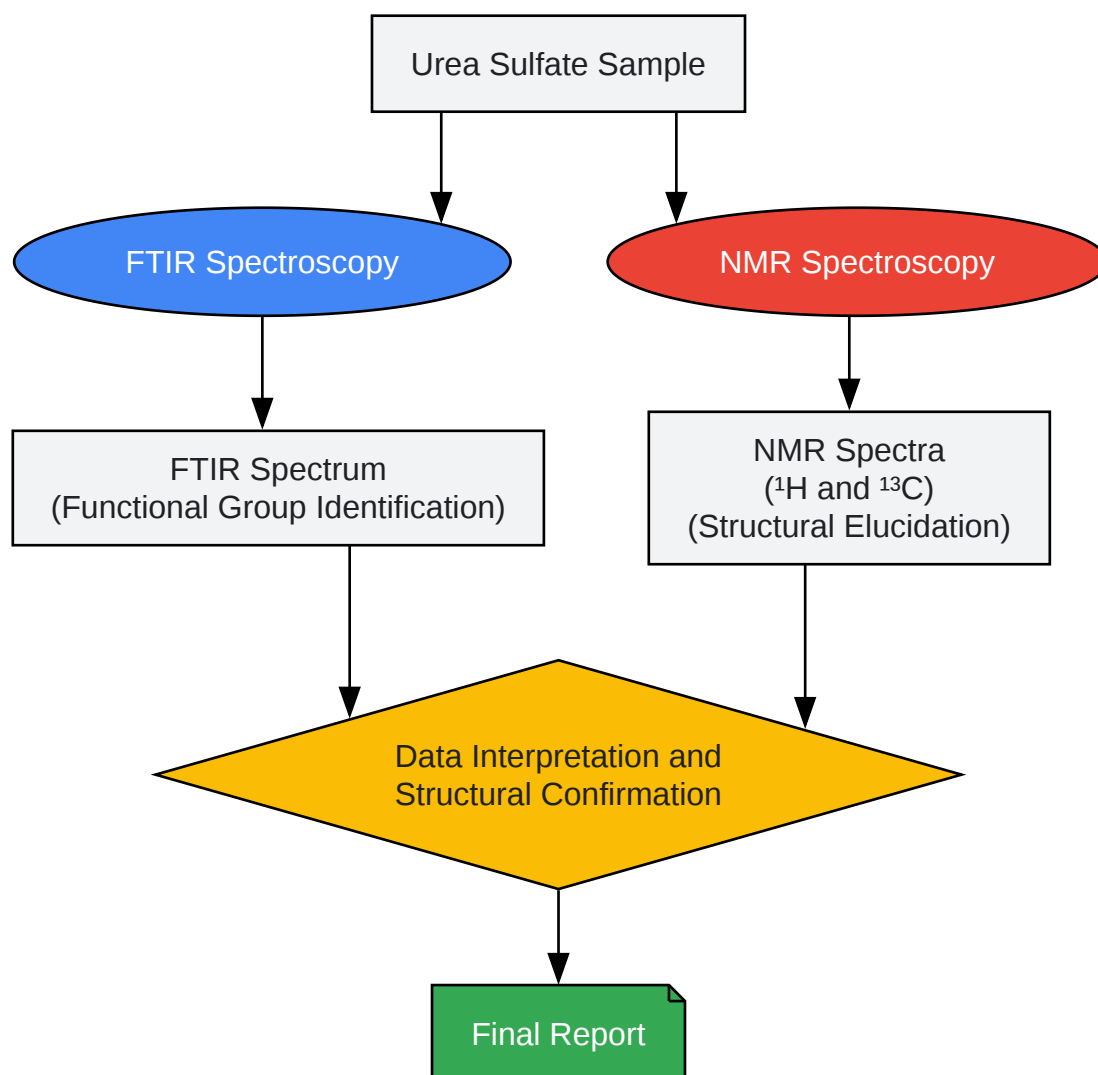 Urea Sulfate Sample
FTIR Spectroscopy
NMR Spectroscopy
FTIR Spectrum
(Functional Group Identification)
NMR Spectra
(¹H and ¹³C)
(Structural Elucidation)
Data Interpretation and
Structural Confirmation
Final Report